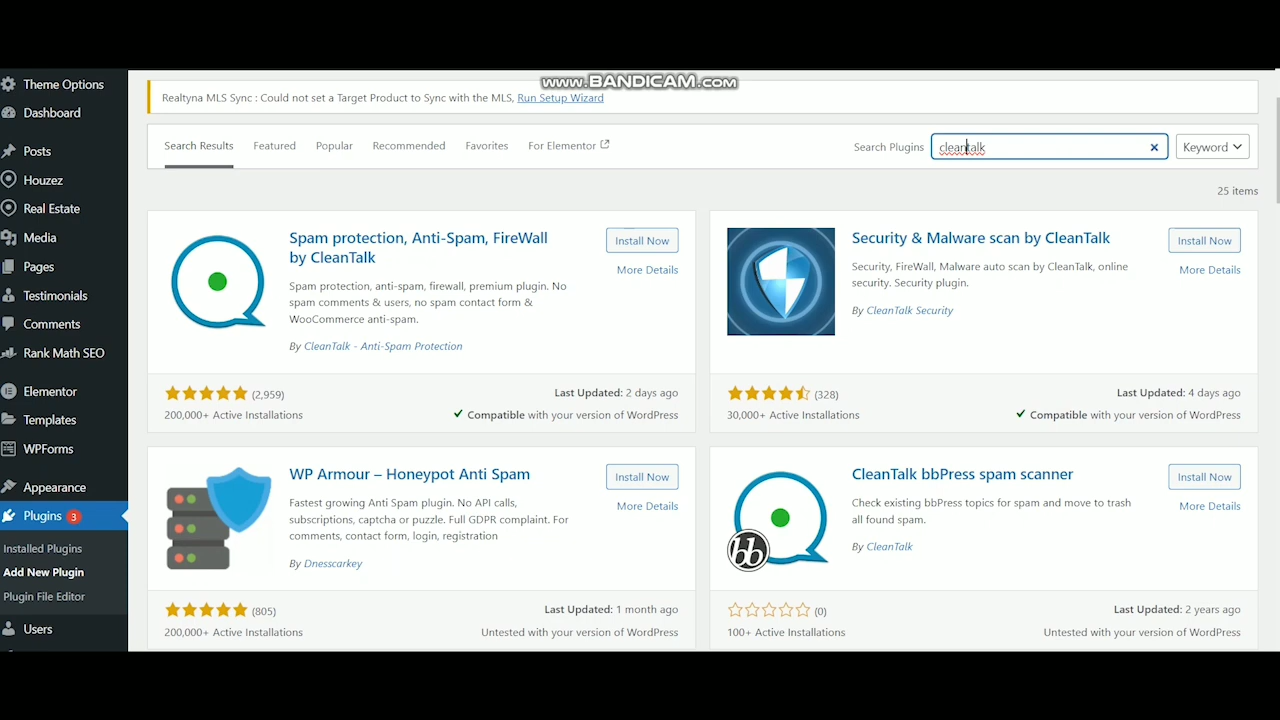 www.BANDICAM.com
Theme Options
Dashboard
Posts
Houzez
Real Estate
Media
Pages
Testimonials
Comments
Rank Math SEO
Elementor
Templates
WPForms
Appearance
Plugins 3
Installed Plugins
Add New Plugin
Plugin File Editor
Users
Realtyna MLS Sync : Could not set a Target Product to Sync with the MLS, Run Setup Wizard
Search Results Featured Popular Recommended Favorites For Elementor Search Plugins cleantalk Keyword
25 items
Spam protection, Anti-Spam, FireWall
by CleanTalk
Install Now
More Details
Spam protection, anti-spam, firewall, premium plugin. No
spam comments & users, no spam contact form &
WooCommerce anti-spam.
By CleanTalk - Anti-Spam Protection
(2,959)
Last Updated: 2 days ago
200,000+ Active Installations
Compatible with your version of WordPress
Security & Malware scan by CleanTalk
Install Now
More Details
Security, FireWall, Malware auto scan by CleanTalk, online
security. Security plugin.
By CleanTalk Security
(328)
Last Updated: 4 days ago
30,000+ Active Installations
Compatible with your version of WordPress
WP Armour – Honeypot Anti Spam
Install Now
More Details
Fastest growing Anti Spam plugin. No API calls,
subscriptions, captcha or puzzle. Full GDPR complaint. For
comments, contact form, login, registration
By Dnesscarkey
(805)
Last Updated: 1 month ago
200,000+ Active Installations
Untested with your version of WordPress
CleanTalk bbPress spam scanner
Install Now
More Details
Check existing bbPress topics for spam and move to trash
all found spam.
By CleanTalk
bb
(0)
Last Updated: 2 years ago
100+ Active Installations
Untested with your version of WordPress